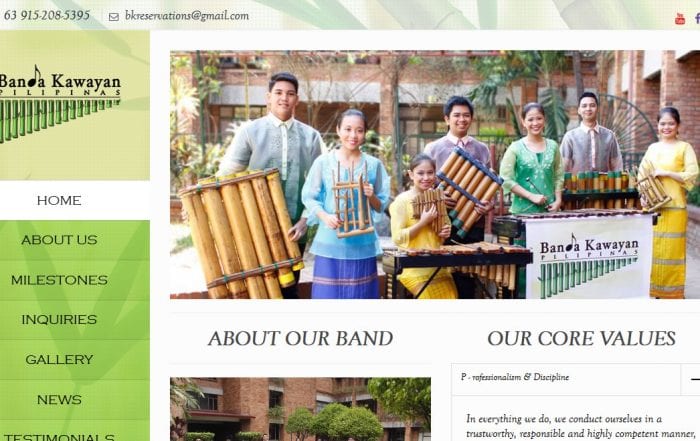 63 915-208-5395 bkreservations@gmail.com
Banda Kawayan
PILIPINAS
HOME
ABOUT US
MILESTONES
INQUIRIES
GALLERY
NEWS
TESTIMONIALS
Banda Kawayan
PILIPINAS
ABOUT OUR BAND
OUR CORE VALUES
P - rofessionalism & Discipline
In everything we do, we conduct ourselves in a
trustworthy, responsible and highly competent manner,